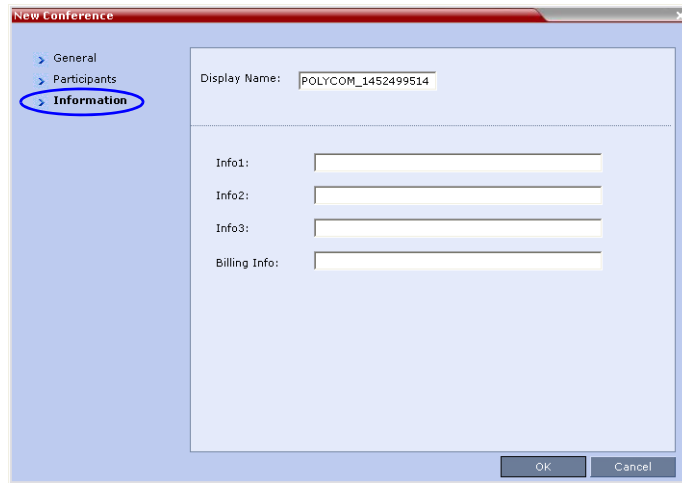 New Conference
General
Participants
Information
Display Name: POLYCOM_1452499514
Info1:
Info2:
Info3:
Billing Info:
OK Cancel